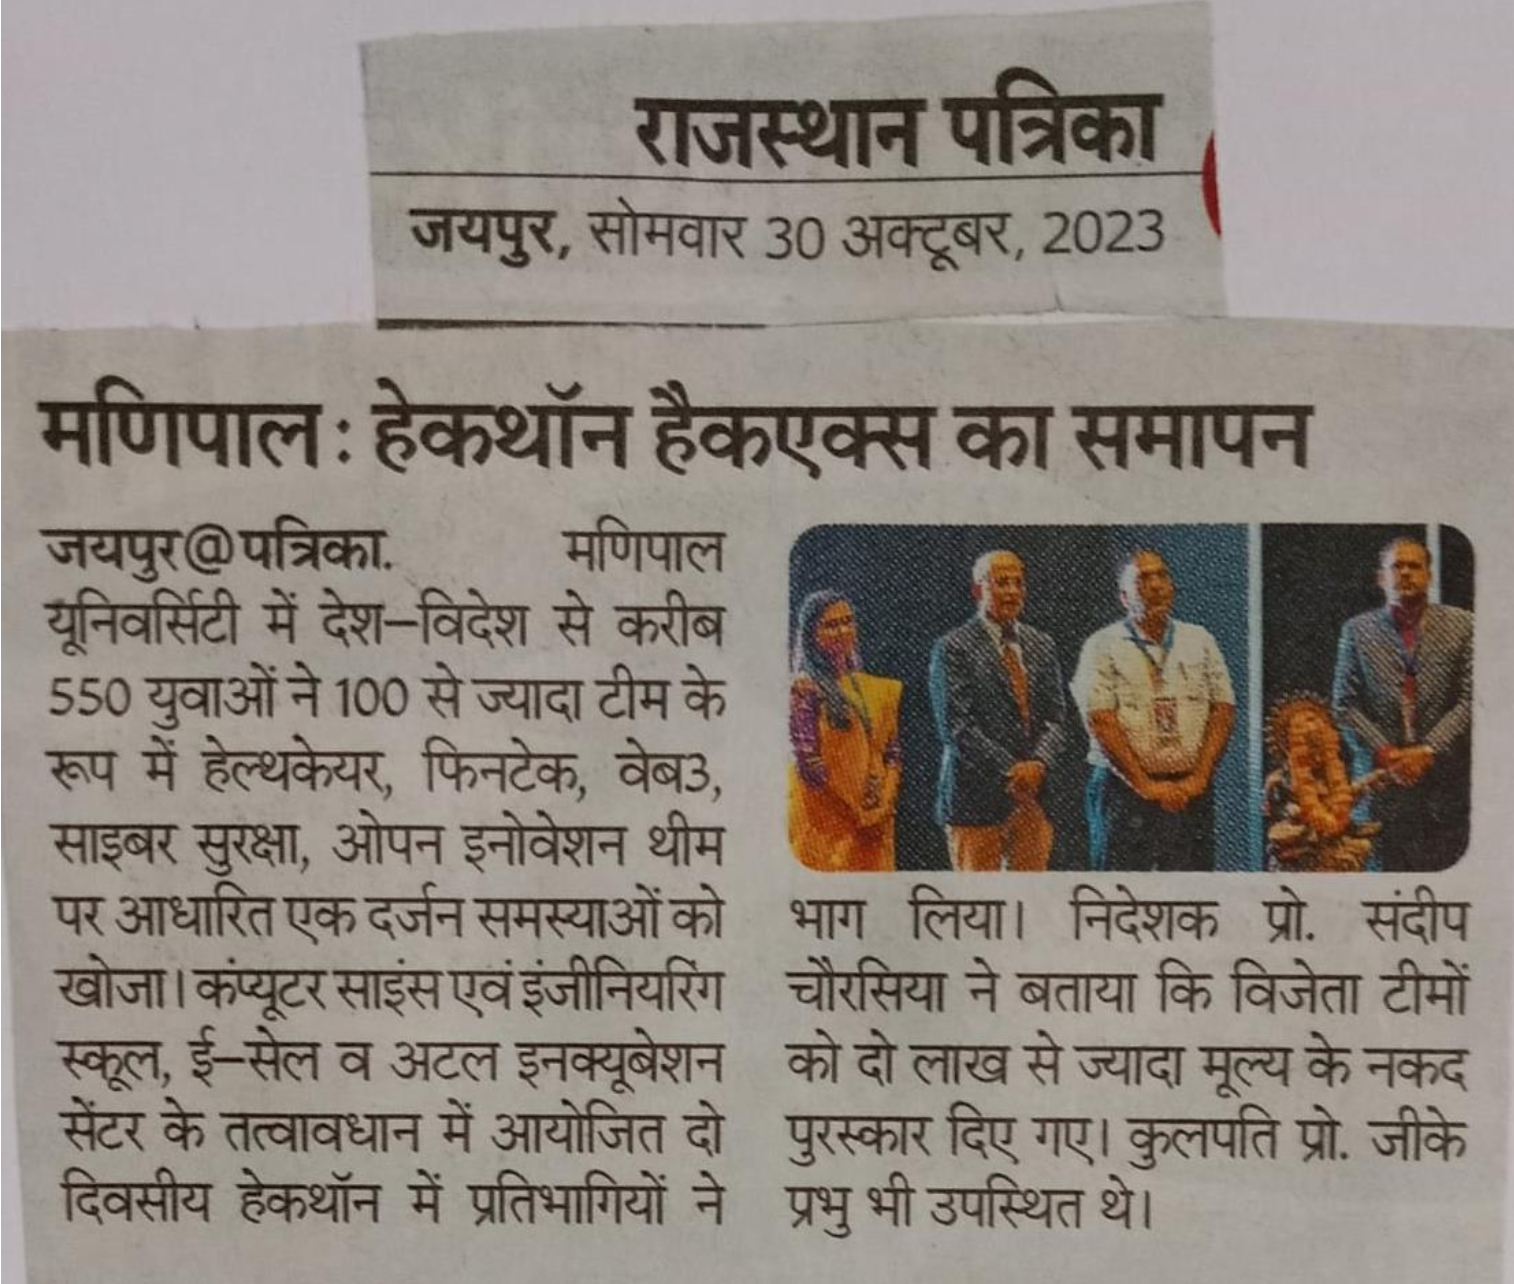 राजस्थान पत्रिका
जयपुर, सोमवार 30 अक्टूबर, 2023
मणिपाल: हेकथॉन हैकएक्स का समापन
जयपुर@पत्रिका. मणिपाल
यूनिवर्सिटी में देश-विदेश से करीब
550 युवाओं ने 100 से ज्यादा टीम के
रूप में हेल्थकेयर, फिनटेक, वेब3,
साइबर सुरक्षा, ओपन इनोवेशन थीम
पर आधारित एक दर्जन समस्याओं को
खोजा। कंप्यूटर साइंस एवं इंजीनियरिंग
स्कूल, ई-सेल व अटल इनक्यूबेशन
सेंटर के तत्वावधान में आयोजित दो
दिवसीय हेकथॉन में प्रतिभागियों ने
भाग लिया। निदेशक प्रो. संदीप
चौरसिया ने बताया कि विजेता टीमों
को दो लाख से ज्यादा मूल्य के नकद
पुरस्कार दिए गए। कुलपति प्रो. जीके
प्रभु भी उपस्थित थे।